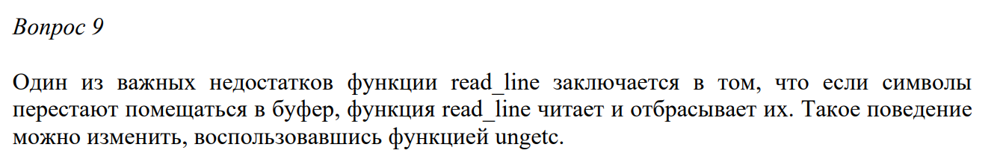 Вопрос 9
Один из важных недостатков функции read_line заключается в том, что если символы
перестают помещаться в буфер, функция read_line читает и отбрасывает их. Такое поведение
можно изменить, воспользовавшись функцией ungetc.